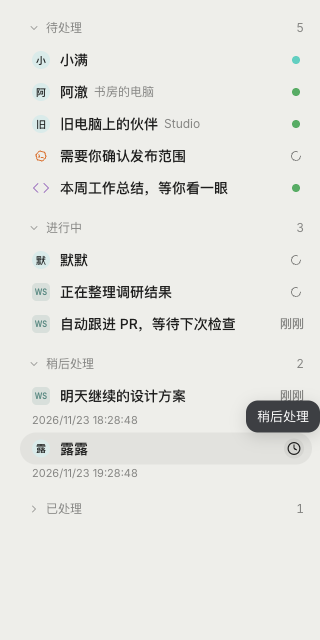 待处理 5
小 小满
阿 阿澈 书房的电脑
旧 旧电脑上的伙伴 Studio
需要你确认发布范围
本周工作总结，等你看一眼
进行中 3
默 默默
WS 正在整理调研结果
WS 自动跟进 PR，等待下次检查 刚刚
稍后处理 2
WS 明天继续的设计方案 刚刚
2026/11/23 18:28:48
稍后处理
露 露露
2026/11/23 19:28:48
已处理 1